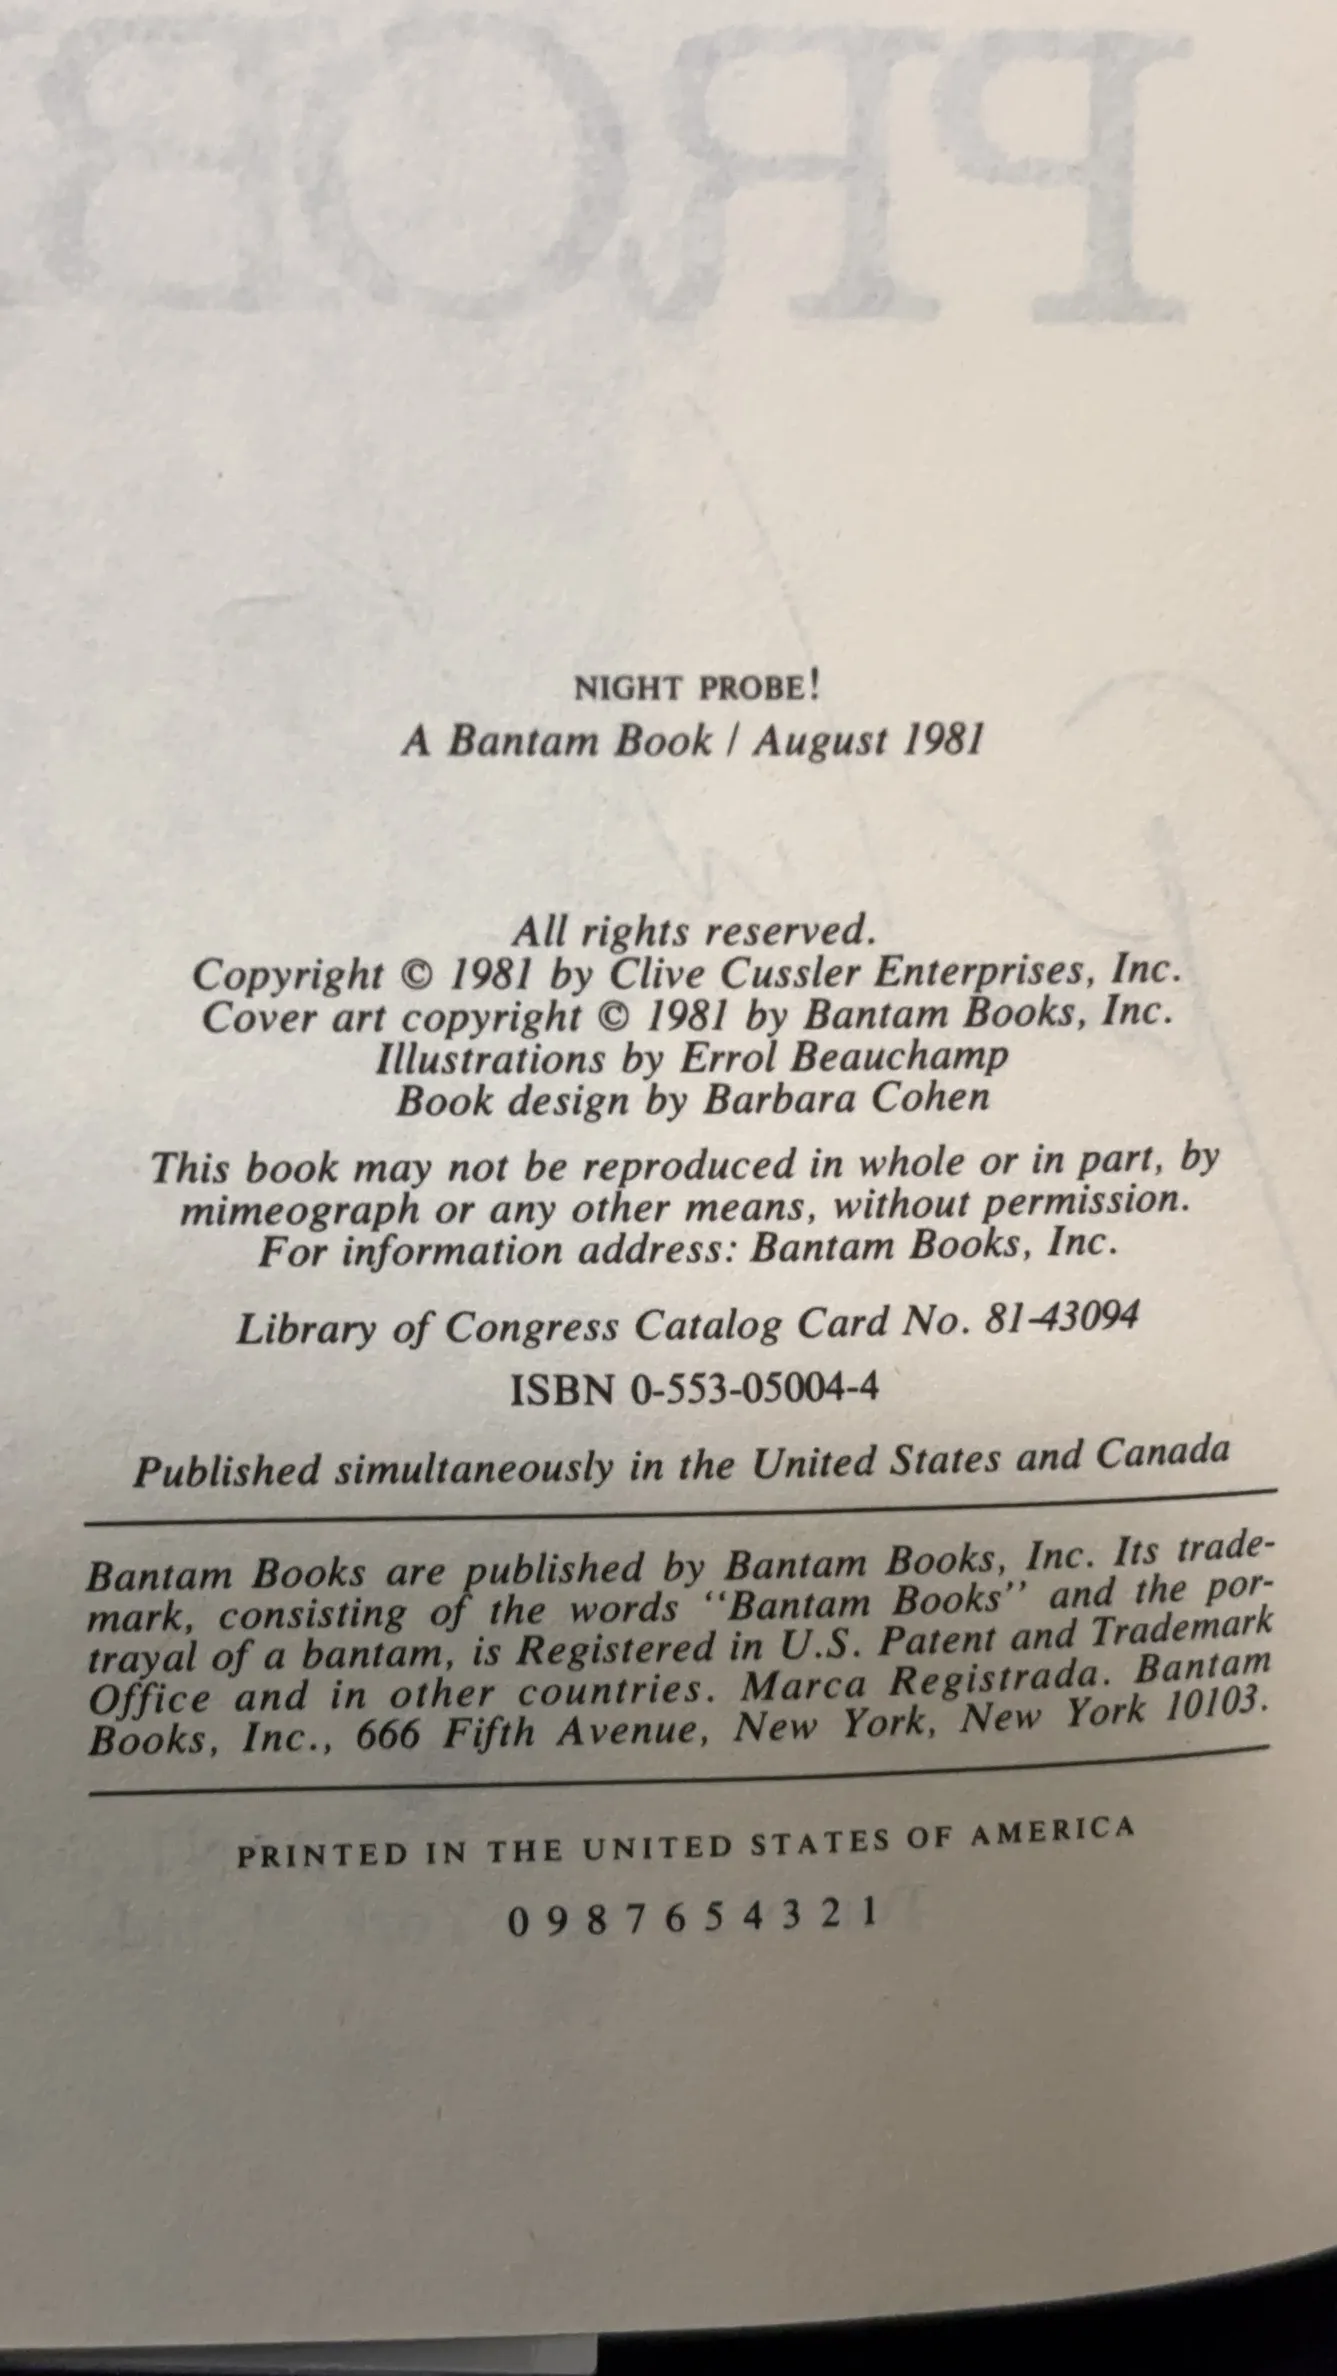 PROB
NIGHT PROBE!
A Bantam Book / August 1981
All rights reserved.
Copyright © 1981 by Clive Cussler Enterprises, Inc.
Cover art copyright © 1981 by Bantam Books, Inc.
Illustrations by Errol Beauchamp
Book design by Barbara Cohen
This book may not be reproduced in whole or in part, by
mimeograph or any other means, without permission.
For information address: Bantam Books, Inc.
Library of Congress Catalog Card No. 81-43094
ISBN 0-553-05004-4
Published simultaneously in the United States and Canada
Bantam Books are published by Bantam Books, Inc. Its trade-
mark, consisting of the words "Bantam Books" and the por-
trayal of a bantam, is Registered in U.S. Patent and Trademark
Office and in other countries. Marca Registrada. Bantam
Books, Inc., 666 Fifth Avenue, New York, New York 10103.
PRINTED IN THE UNITED STATES OF AMERICA
0 9 8 7 6 5 4 3 2 1